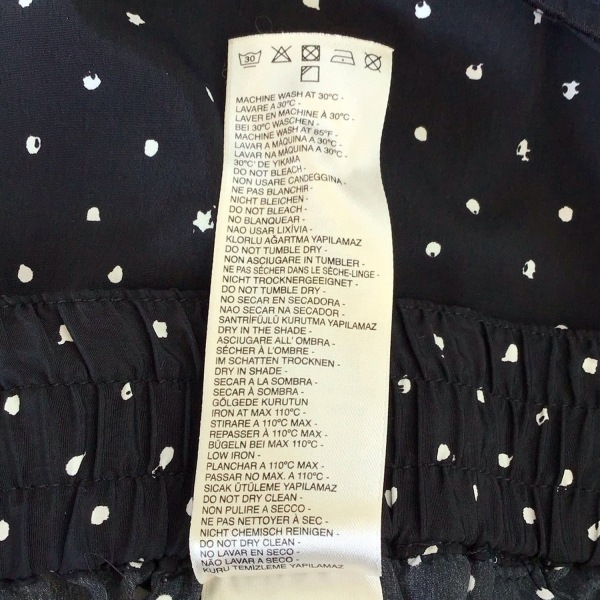 30
MACHINE WASH AT 30°C -
LAVARE A 30°C -
LAVER EN MACHINE À 30°C -
BEI 30°C WASCHEN -
MACHINE WASH AT 85°F -
LAVAR A MÁQUINA A 30°C -
LAVAR NA MÁQUINA A 30°C -
30°C' DE YIKAMA
DO NOT BLEACH -
NON USARE CANDEGGINA -
NE PAS BLANCHIR -
NICHT BLEICHEN -
DO NOT BLEACH -
NO BLANQUEAR -
NAO USAR LIXÍVIA -
KLORLU AĞARTMA YAPILAMAZ
DO NOT TUMBLE DRY -
NON ASCIUGARE IN TUMBLER -
NE PAS SÉCHER DANS LE SÈCHE-LINGE -
NICHT TROCKNERGEEIGNET -
DO NOT TUMBLE DRY -
NO SECAR EN SECADORA -
NAO SECAR NA SECADOR -
SANTRİFÜJLÜ KURUTMA YAPILAMAZ
DRY IN THE SHADE -
ASCIUGARE ALL' OMBRA -
SÉCHER À L'OMBRE -
IM SCHATTEN TROCKNEN -
DRY IN SHADE -
SECAR A LA SOMBRA -
SECAR À SOMBRA -
GÖLGEDE KURUTUN
IRON AT MAX 110°C -
STIRARE A 110°C MAX -
REPASSER À 110°C MAX -
BÜGELN BEI MAX 110°C -
LOW IRON -
PLANCHAR A 110°C MAX -
PASSAR NO MAX. A 110°C -
SICAK ÜTÜLEME YAPILAMAZ
DO NOT DRY CLEAN -
NON PULIRE A SECCO -
NE PAS NETTOYER À SEC -
NICHT CHEMISCH REINIGEN -
DO NOT DRY CLEAN -
NO LAVAR EN SECO -
NÃO LAVAR A SECO -
KURU TEMİZLEME YAPILAMAZ